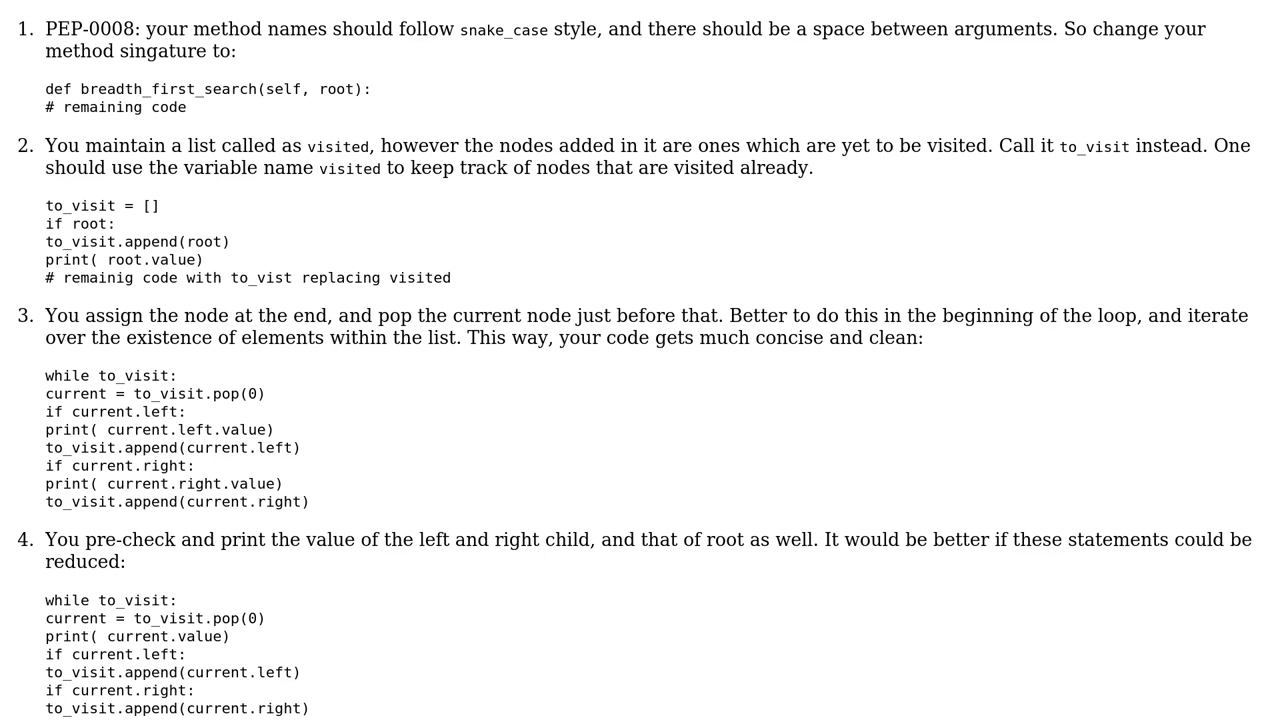 1. PEP-0008: your method names should follow snake_case style, and there should be a space between arguments. So change your
method singature to:
def breadth_first_search(self, root):
# remaining code
2. You maintain a list called as visited, however the nodes added in it are ones which are yet to be visited. Call it to_visit instead. One
should use the variable name visited to keep track of nodes that are visited already.
to_visit = []
if root:
to_visit.append(root)
print( root.value)
# remainig code with to_vist replacing visited
3. You assign the node at the end, and pop the current node just before that. Better to do this in the beginning of the loop, and iterate
over the existence of elements within the list. This way, your code gets much concise and clean:
while to_visit:
current = to_visit.pop(0)
if current.left:
print( current.left.value)
to_visit.append(current.left)
if current.right:
print( current.right.value)
to_visit.append(current.right)
4. You pre-check and print the value of the left and right child, and that of root as well. It would be better if these statements could be
reduced:
while to_visit:
current = to_visit.pop(0)
print( current.value)
if current.left:
to_visit.append(current.left)
if current.right:
to_visit.append(current.right)